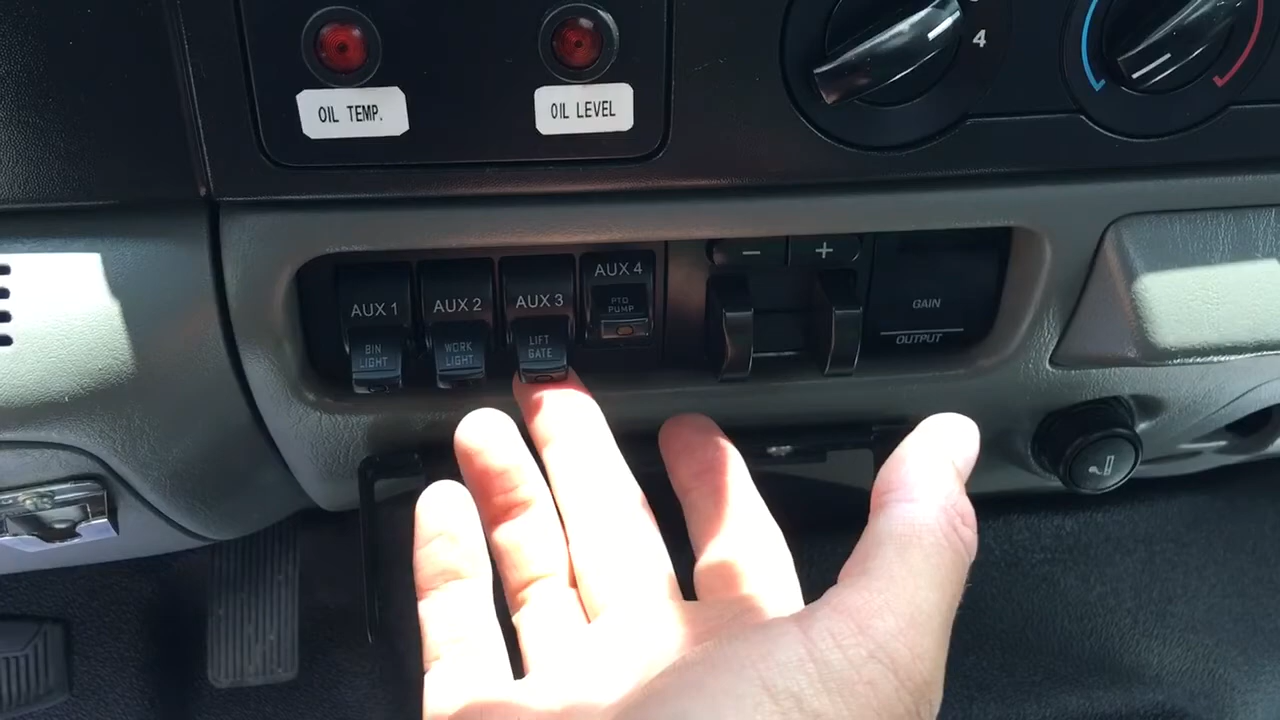 OIL TEMP.
OIL LEVEL
4
AUX 1
AUX 2
AUX 3
AUX 4
BIN
LIGHT
WORK
LIGHT
LIFT
GATE
PTO
PUMP
− +
GAIN
OUTPUT